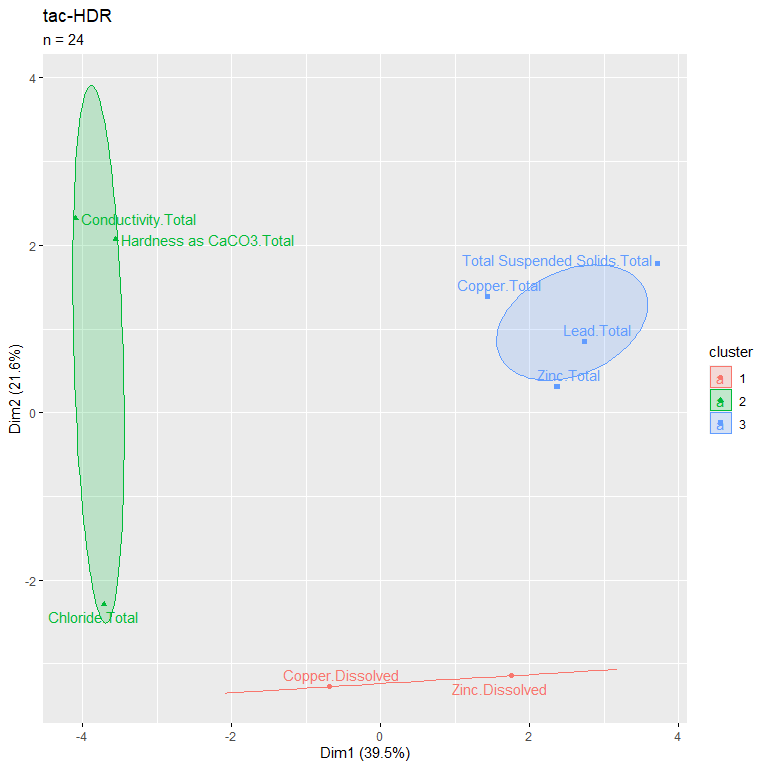 tac-HDR
n = 24
4
2
0
-2
Dim2 (21.6%)
Conductivity.Total
Hardness as CaCO3.Total
Total Suspended Solids.Total
Copper.Total
Lead.Total
Zinc.Total
Chloride.Total
Copper.Dissolved
Zinc.Dissolved
-4
-2
0
2
4
Dim1 (39.5%)
cluster
a 1
a 2
a 3